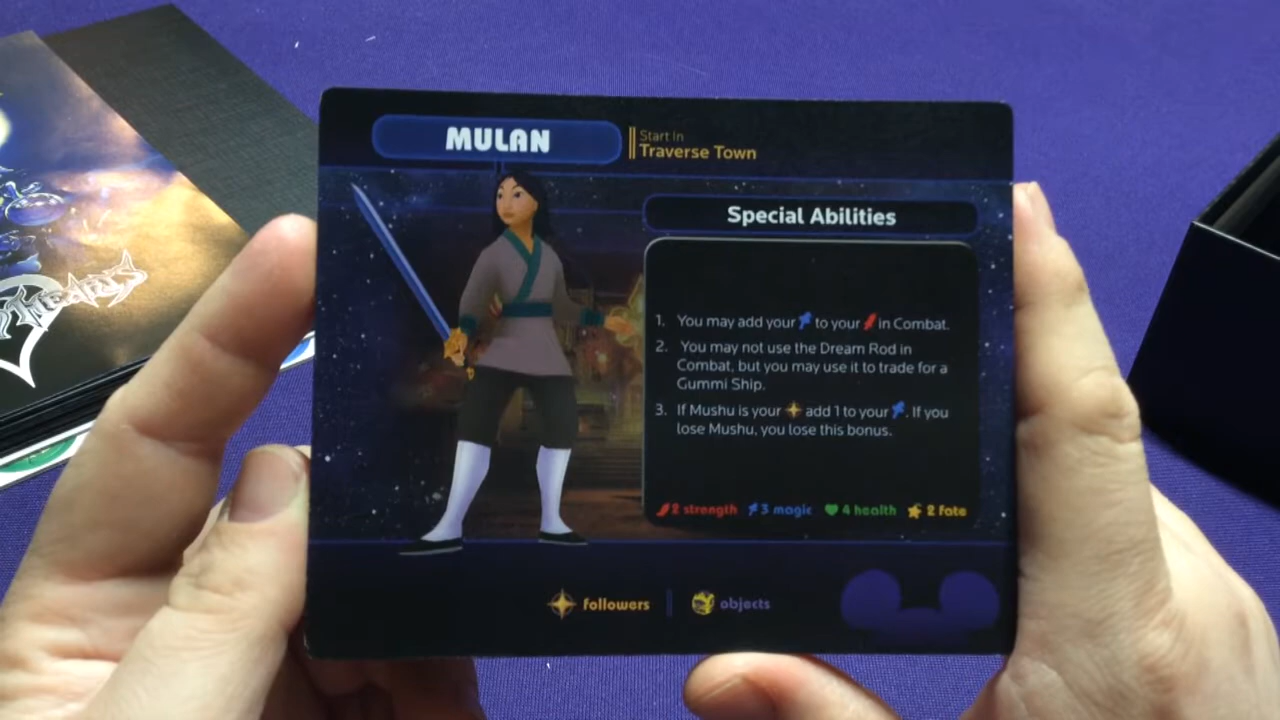 MULAN
Start in
Traverse Town
Special Abilities
1. You may add your to your in Combat.
2. You may not use the Dream Rod in
Combat, but you may use it to trade for a
Gummi Ship.
3. If Mushu is your add 1 to your . If you
lose Mushu, you lose this bonus.
2 strength 3 magic 4 health 2 fate
followers objects